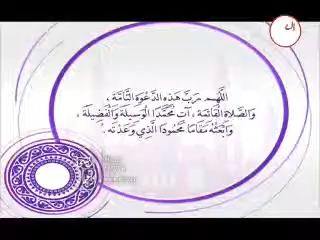 اللَّهُمَّ رَبَّ هَذِهِ الدَّعْوَةِ التَّامَّةِ ،
وَالصَّلَاةِ الْقَائِمَةِ ، آتِ مُحَمَّدًا الْوَسِيلَةَ وَالْفَضِيلَةَ ،
وَابْعَثْهُ مَقَامًا مَحْمُودًا الَّذِي وَعَدْتَهُ .